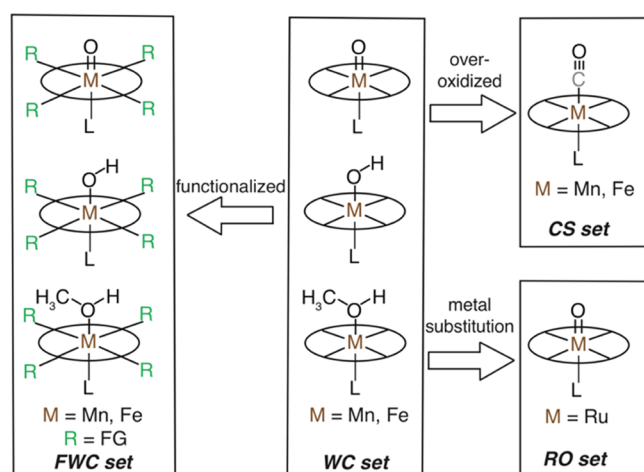 O
R
R
M
R
R
L
O
H
R
R
M
R
R
L
H3C
O
H
R
R
M
R
R
L
M = Mn, Fe
R = FG
FWC set
functionalized
O
M
L
O
H
M
L
H3C
O
H
M
L
M = Mn, Fe
WC set
over-
oxidized
metal
substitution
O
C
M
L
M = Mn, Fe
CS set
O
M
L
M = Ru
RO set